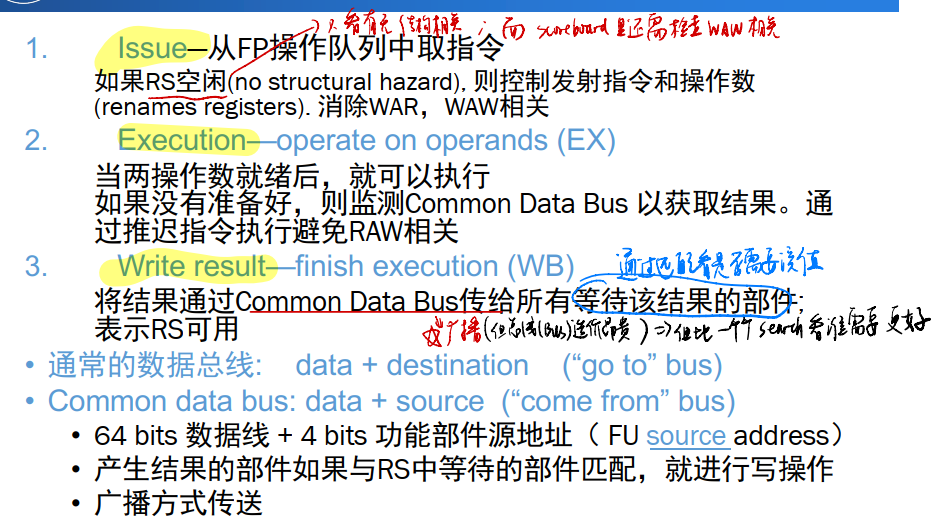 ⇒只看有无结构相关；而scoreboard里还需检查WAW相关
1. Issue—从FP操作队列中取指令
如果RS空闲(no structural hazard), 则控制发射指令和操作数
(renames registers). 消除WAR，WAW相关
2. Execution—operate on operands (EX)
当两操作数就绪后，就可以执行
如果没有准备好，则监测Common Data Bus 以获取结果。通
过推迟指令执行避免RAW相关
3. Write result—finish execution (WB)
通过匹配看是否需要该值
将结果通过Common Data Bus传给所有等待该结果的部件;
表示RS可用
广播(但总线(Bus)造价昂贵)⇒但比一个个search看谁需要更好
• 通常的数据总线: data + destination (“go to” bus)
• Common data bus: data + source (“come from” bus)
• 64 bits 数据线 + 4 bits 功能部件源地址（ FU source address）
• 产生结果的部件如果与RS中等待的部件匹配，就进行写操作
• 广播方式传送